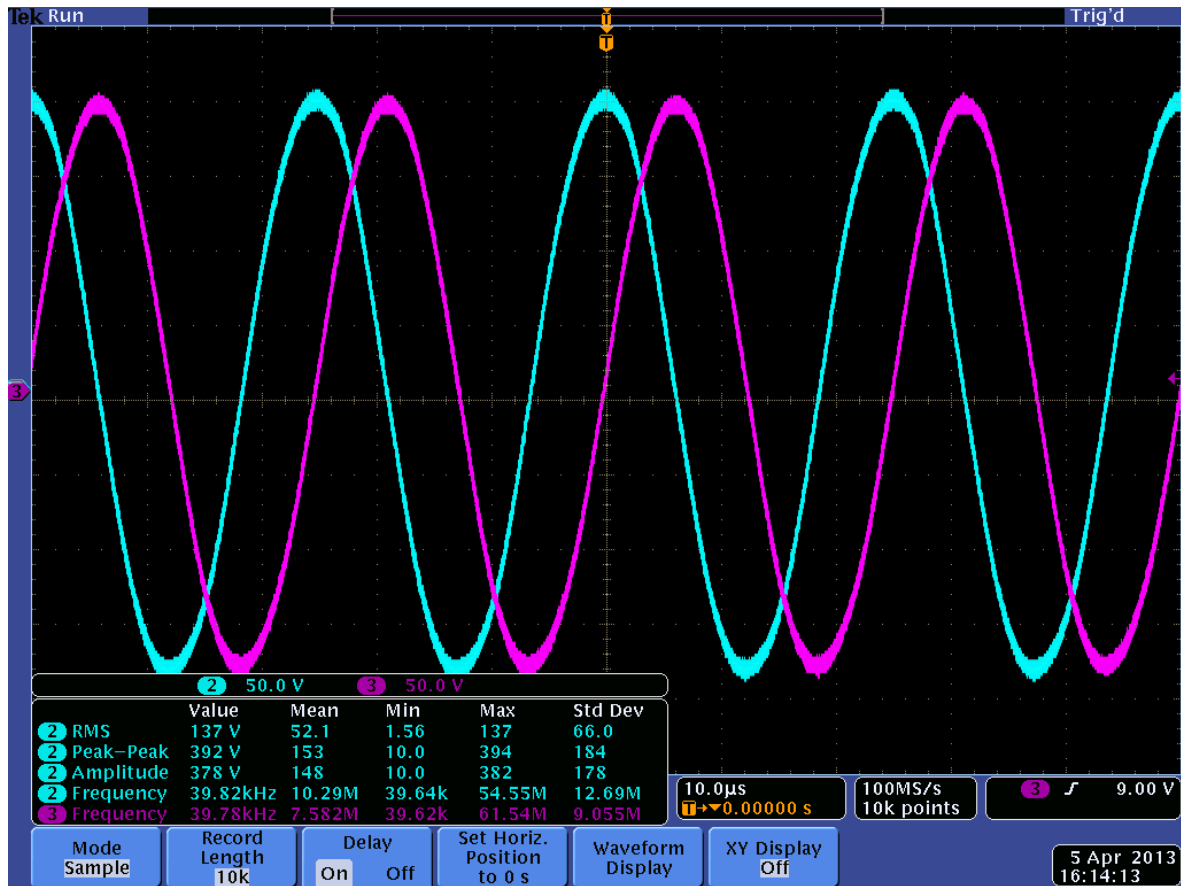 Tek Run Trig'd
T
T
3
2 50.0 V 3 50.0 V
Value Mean Min Max Std Dev
2 RMS 137 V 52.1 1.56 137 66.0
2 Peak−Peak 392 V 153 10.0 394 184
2 Amplitude 378 V 148 10.0 382 178
2 Frequency 39.82kHz 10.29M 39.64k 54.55M 12.69M
3 Frequency 39.78kHz 7.582M 39.62k 61.54M 9.055M
10.0µs
T→▼0.00000 s
100MS/s
10k points
3 9.00 V
Mode
Sample
Record
Length
10k
Delay
On Off
Set Horiz.
Position
to 0 s
Waveform
Display
XY Display
Off
5 Apr 2013
16:14:13